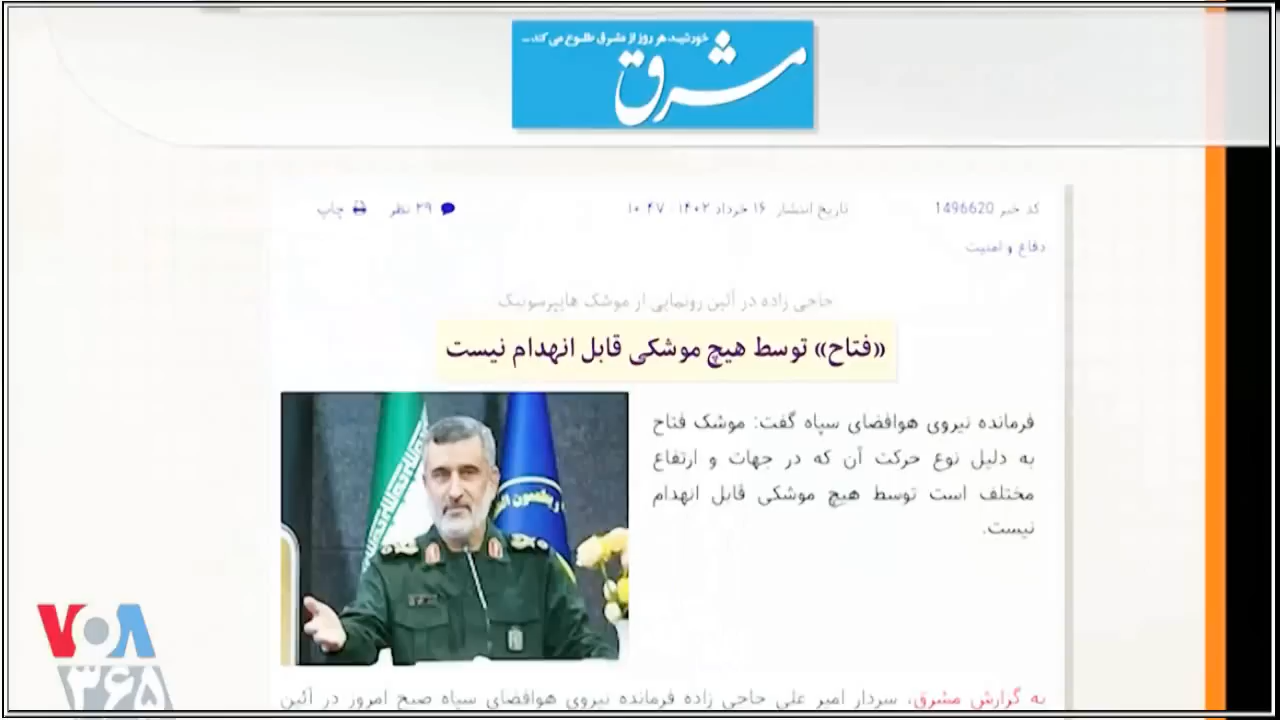 خورشید هر روز از مشرق طلوع می کند...
مشرق
کد خبر 1496620 تاریخ انتشار ۱۶ خرداد ۱۴۰۲ - ۱۰:۴۷ ۲۹ نظر چاپ
دفاع و امنیت
حاجی زاده در آئین رونمایی از موشک هایپرسونیک
«فتاح» توسط هیچ موشکی قابل انهدام نیست
فرمانده نیروی هوافضای سپاه گفت: موشک فتاح
به دلیل نوع حرکت آن که در جهات و ارتفاع
مختلف است توسط هیچ موشکی قابل انهدام
نیست.
به گزارش مشرق، سردار امیر علی حاجی زاده فرمانده نیروی هوافضای سپاه صبح امروز در آئین
VOA
۳۶۵